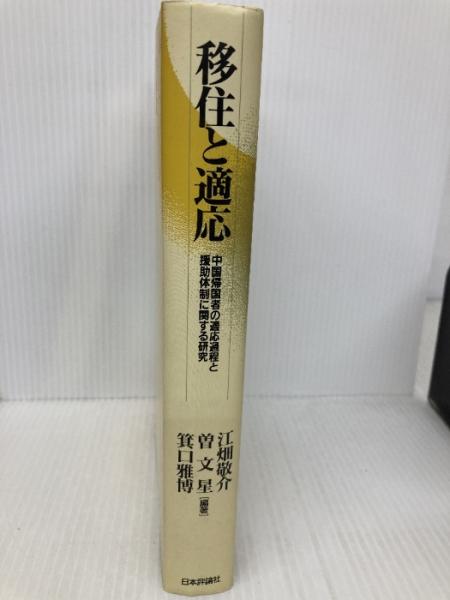 移住と適応
中国帰国者の適応過程と
援助体制に関する研究
江畑敬介
曽文星
箕口雅博
[編著]
日本評論社